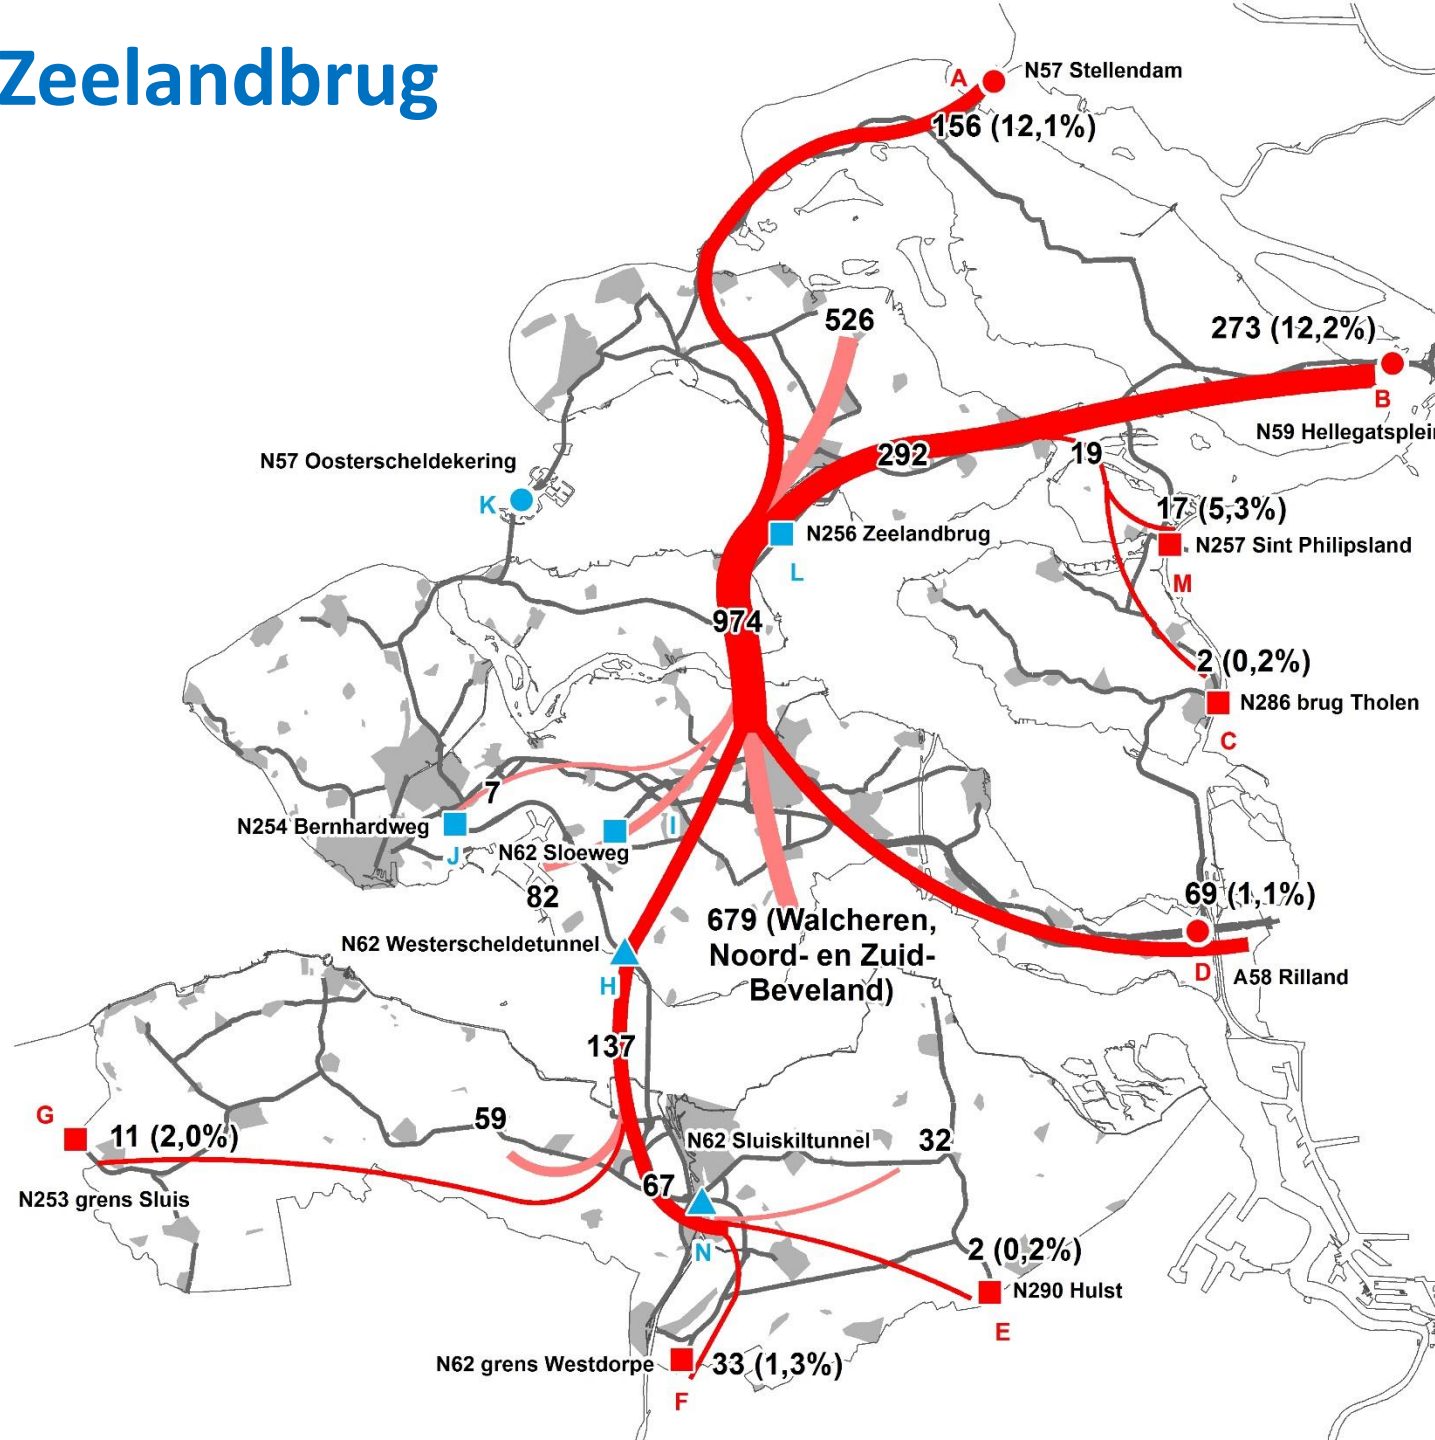 Zeelandbrug
A
N57 Stellendam
156 (12,1%)
526
273 (12,2%)
B
N59 Hellegatsplein
292
19
N57 Oosterscheldekering
K
17 (5,3%)
N256 Zeelandbrug
N257 Sint Philipsland
L
M
974
2 (0,2%)
N286 brug Tholen
C
7
N254 Bernhardweg
J
I
N62 Sloeweg
82
69 (1,1%)
679 (Walcheren,
Noord- en Zuid-
Beveland)
N62 Westerscheldetunnel
H
D
A58 Rilland
137
G
11 (2,0%)
59
N62 Sluiskiltunnel
32
N253 grens Sluis
67
N
2 (0,2%)
N290 Hulst
E
N62 grens Westdorpe
33 (1,3%)
F